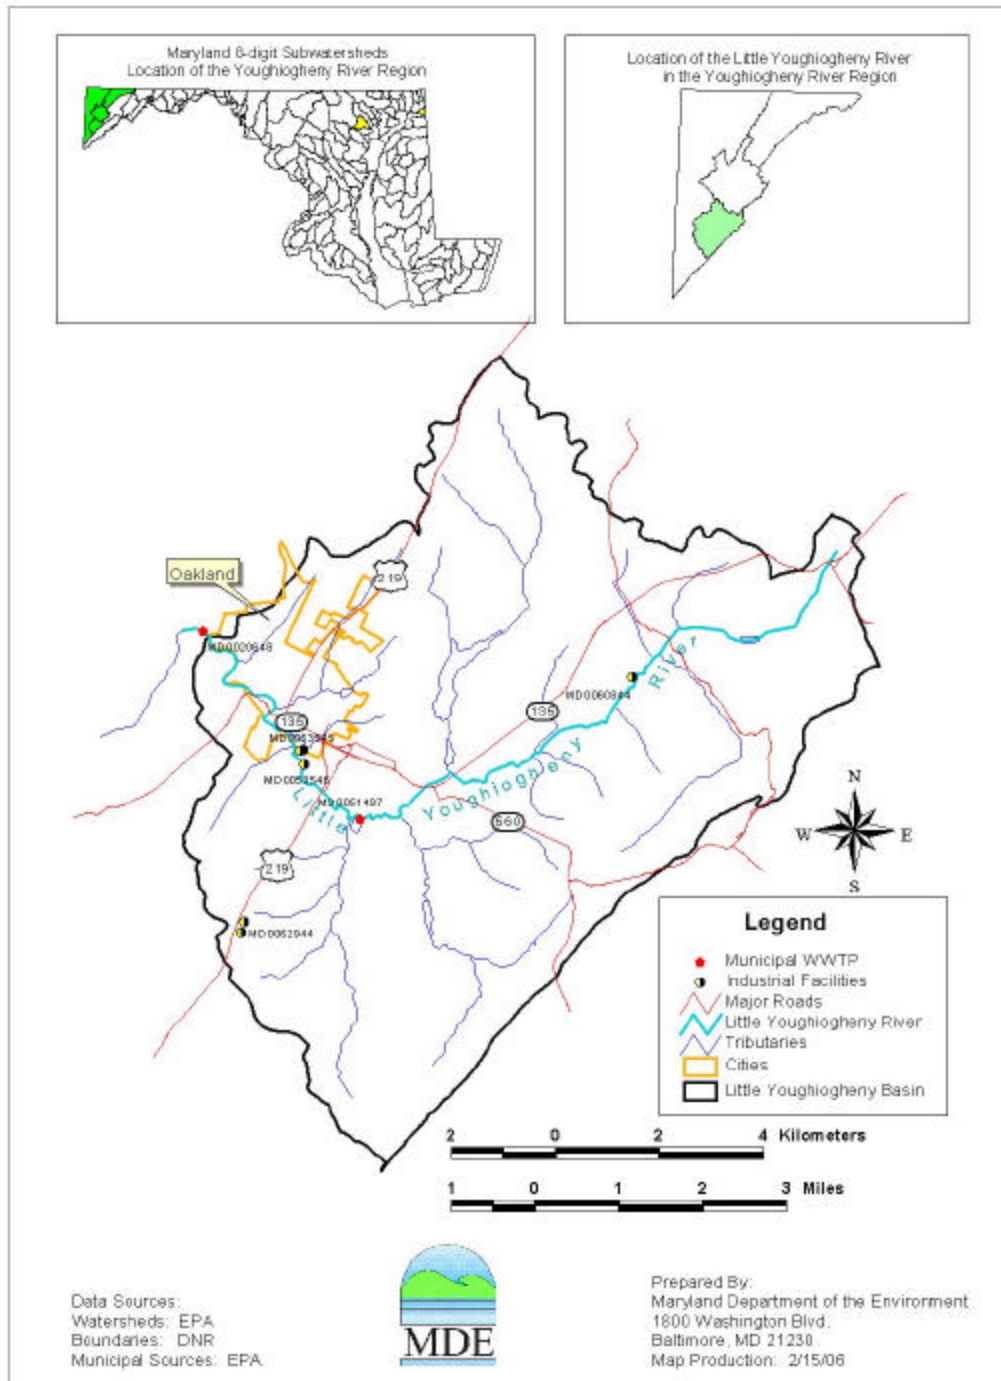 Maryland 6-digit Subwatersheds
Location of the Youghiogheny River Region
Location of the Little Youghiogheny River
in the Youghiogheny River Region
Oakland
219
MD0020648
135
MD0060844
River
135
MD0053546
MD0051497
Little
Youghiogheny
560
219
MD0062944
N
W
E
S
Legend
Municipal WWTP
Industrial Facilities
Major Roads
Little Youghiogheny River
Tributaries
Cities
Little Youghiogheny Basin
2 0 2 4 Kilometers
1 0 1 2 3 Miles
Data Sources:
Watersheds: EPA
Boundaries: DNR
Municipal Sources: EPA
MDE
Prepared By:
Maryland Department of the Environment
1800 Washington Blvd.
Baltimore, MD 21230
Map Production: 2/15/06